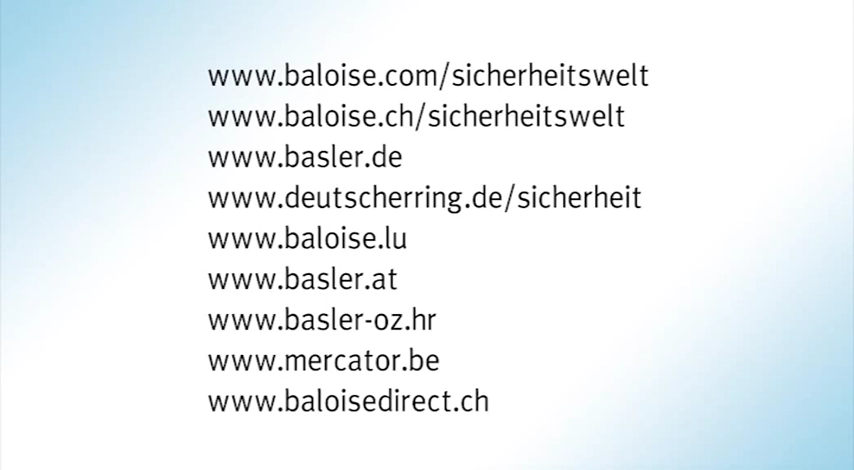 www.baloise.com/sicherheitswelt
www.baloise.ch/sicherheitswelt
www.basler.de
www.deutscherring.de/sicherheit
www.baloise.lu
www.basler.at
www.basler-oz.hr
www.mercator.be
www.baloisedirect.ch